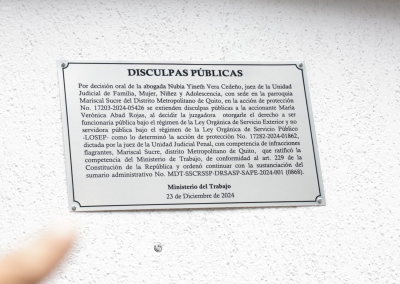 DISCULPAS PÚBLICAS
Por decisión oral de la abogada Nubia Yineth Vera Cedeño, juez de la Unidad
Judicial de Familia, Mujer, Niñez y Adolescencia, con sede en la parroquia
Mariscal Sucre del Distrito Metropolitano de Quito, en la acción de protección
No. 17203-2024-05426 se extienden disculpas públicas a la accionante María
Verónica Abad Rojas, al decidir la juzgadora otorgarle el derecho a ser
funcionaria pública bajo el régimen de la Ley Orgánica de Servicio Exterior y no
servidora pública bajo el régimen de la Ley Orgánica de Servicio Público
-LOSEP- como lo determinó la acción de protección No. 17282-2024-01862,
dictada por la juez de la Unidad Judicial Penal, con competencia de infracciones
flagrantes, Mariscal Sucre, distrito Metropolitano de Quito, que ratificó la
competencia del Ministerio de Trabajo, de conformidad al art. 229 de la
Constitución de la República y ordenó continuar con la sustanciación del
sumario administrativo No. MDT-SSCRSSP-DRSASP-SAPE-2024-001 (0868).
Ministerio del Trabajo
23 de Diciembre de 2024